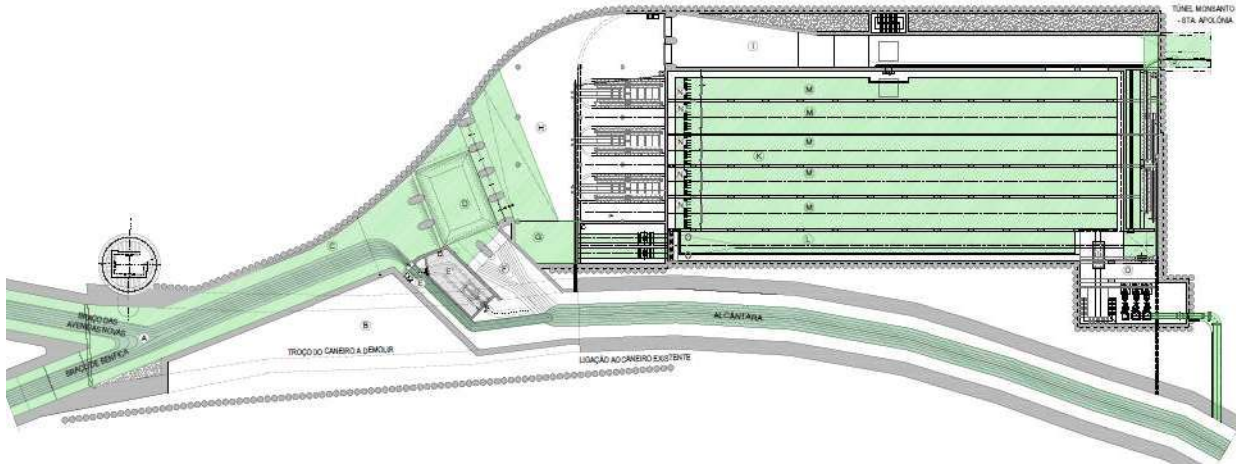 TÚNEL MONSANTO
- STA. APOLÓNIA
I
N
M
N
M
H
N
M
K
N
M
D
N
M
G
L
C
F
E
BRAÇO DAS
AVENIDAS NOVAS
A
B
ALCÂNTARA
BRAÇO DE BENFICA
TROÇO DO CANEIRO A DEMOLIR
LIGAÇÃO AO CANEIRO EXISTENTE